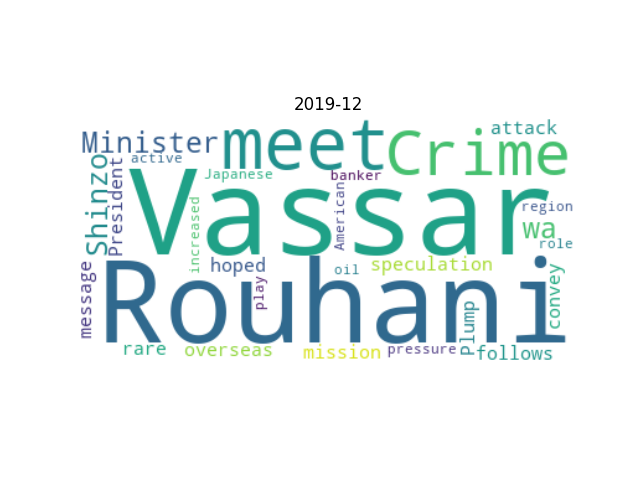 2019-12
Minister meet Crime attack
Shinzo President active Japanese banker
Vassar American region
increased wa role
message hoped play oil speculation convey
Rouhani Plump
rare overseas mission pressure follows